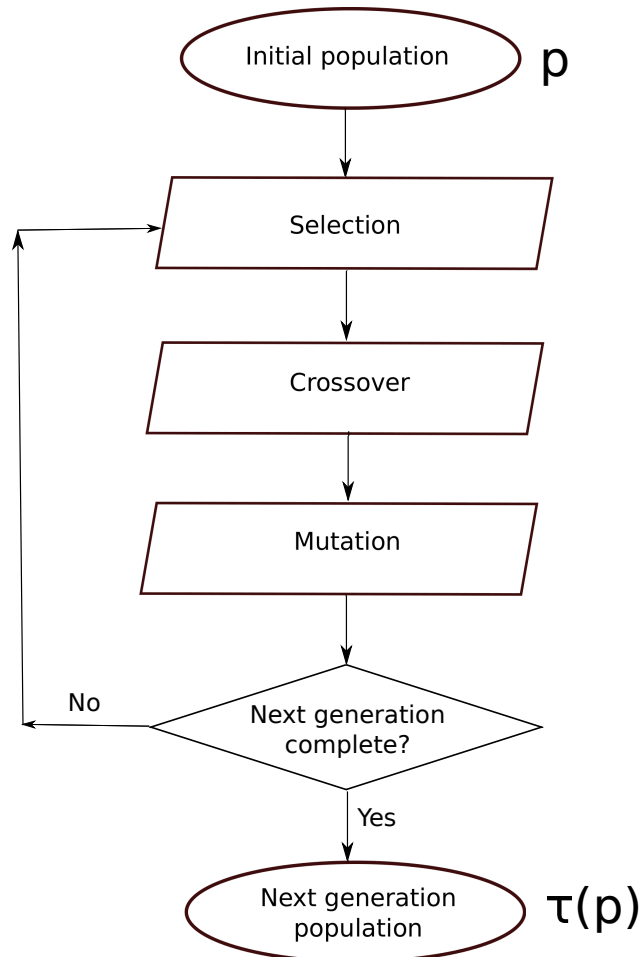 Initial population
p
Selection
Crossover
Mutation
Next generation
complete?
No
Yes
Next generation
population
τ(p)